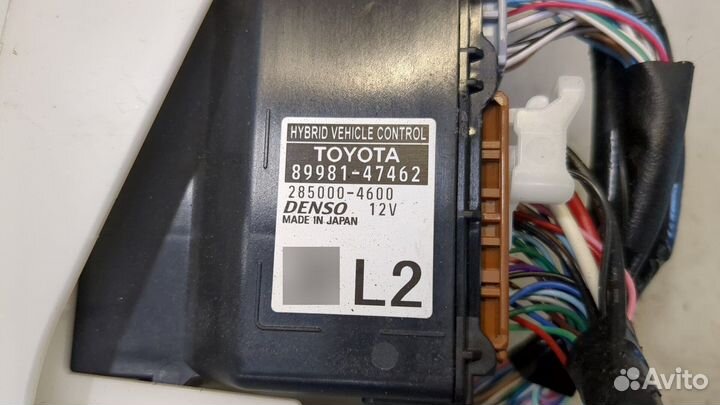 HYBRID VEHICLE CONTROL
TOYOTA
89981-47462
285000-4600
DENSO 12V
MADE IN JAPAN
L2
Avito